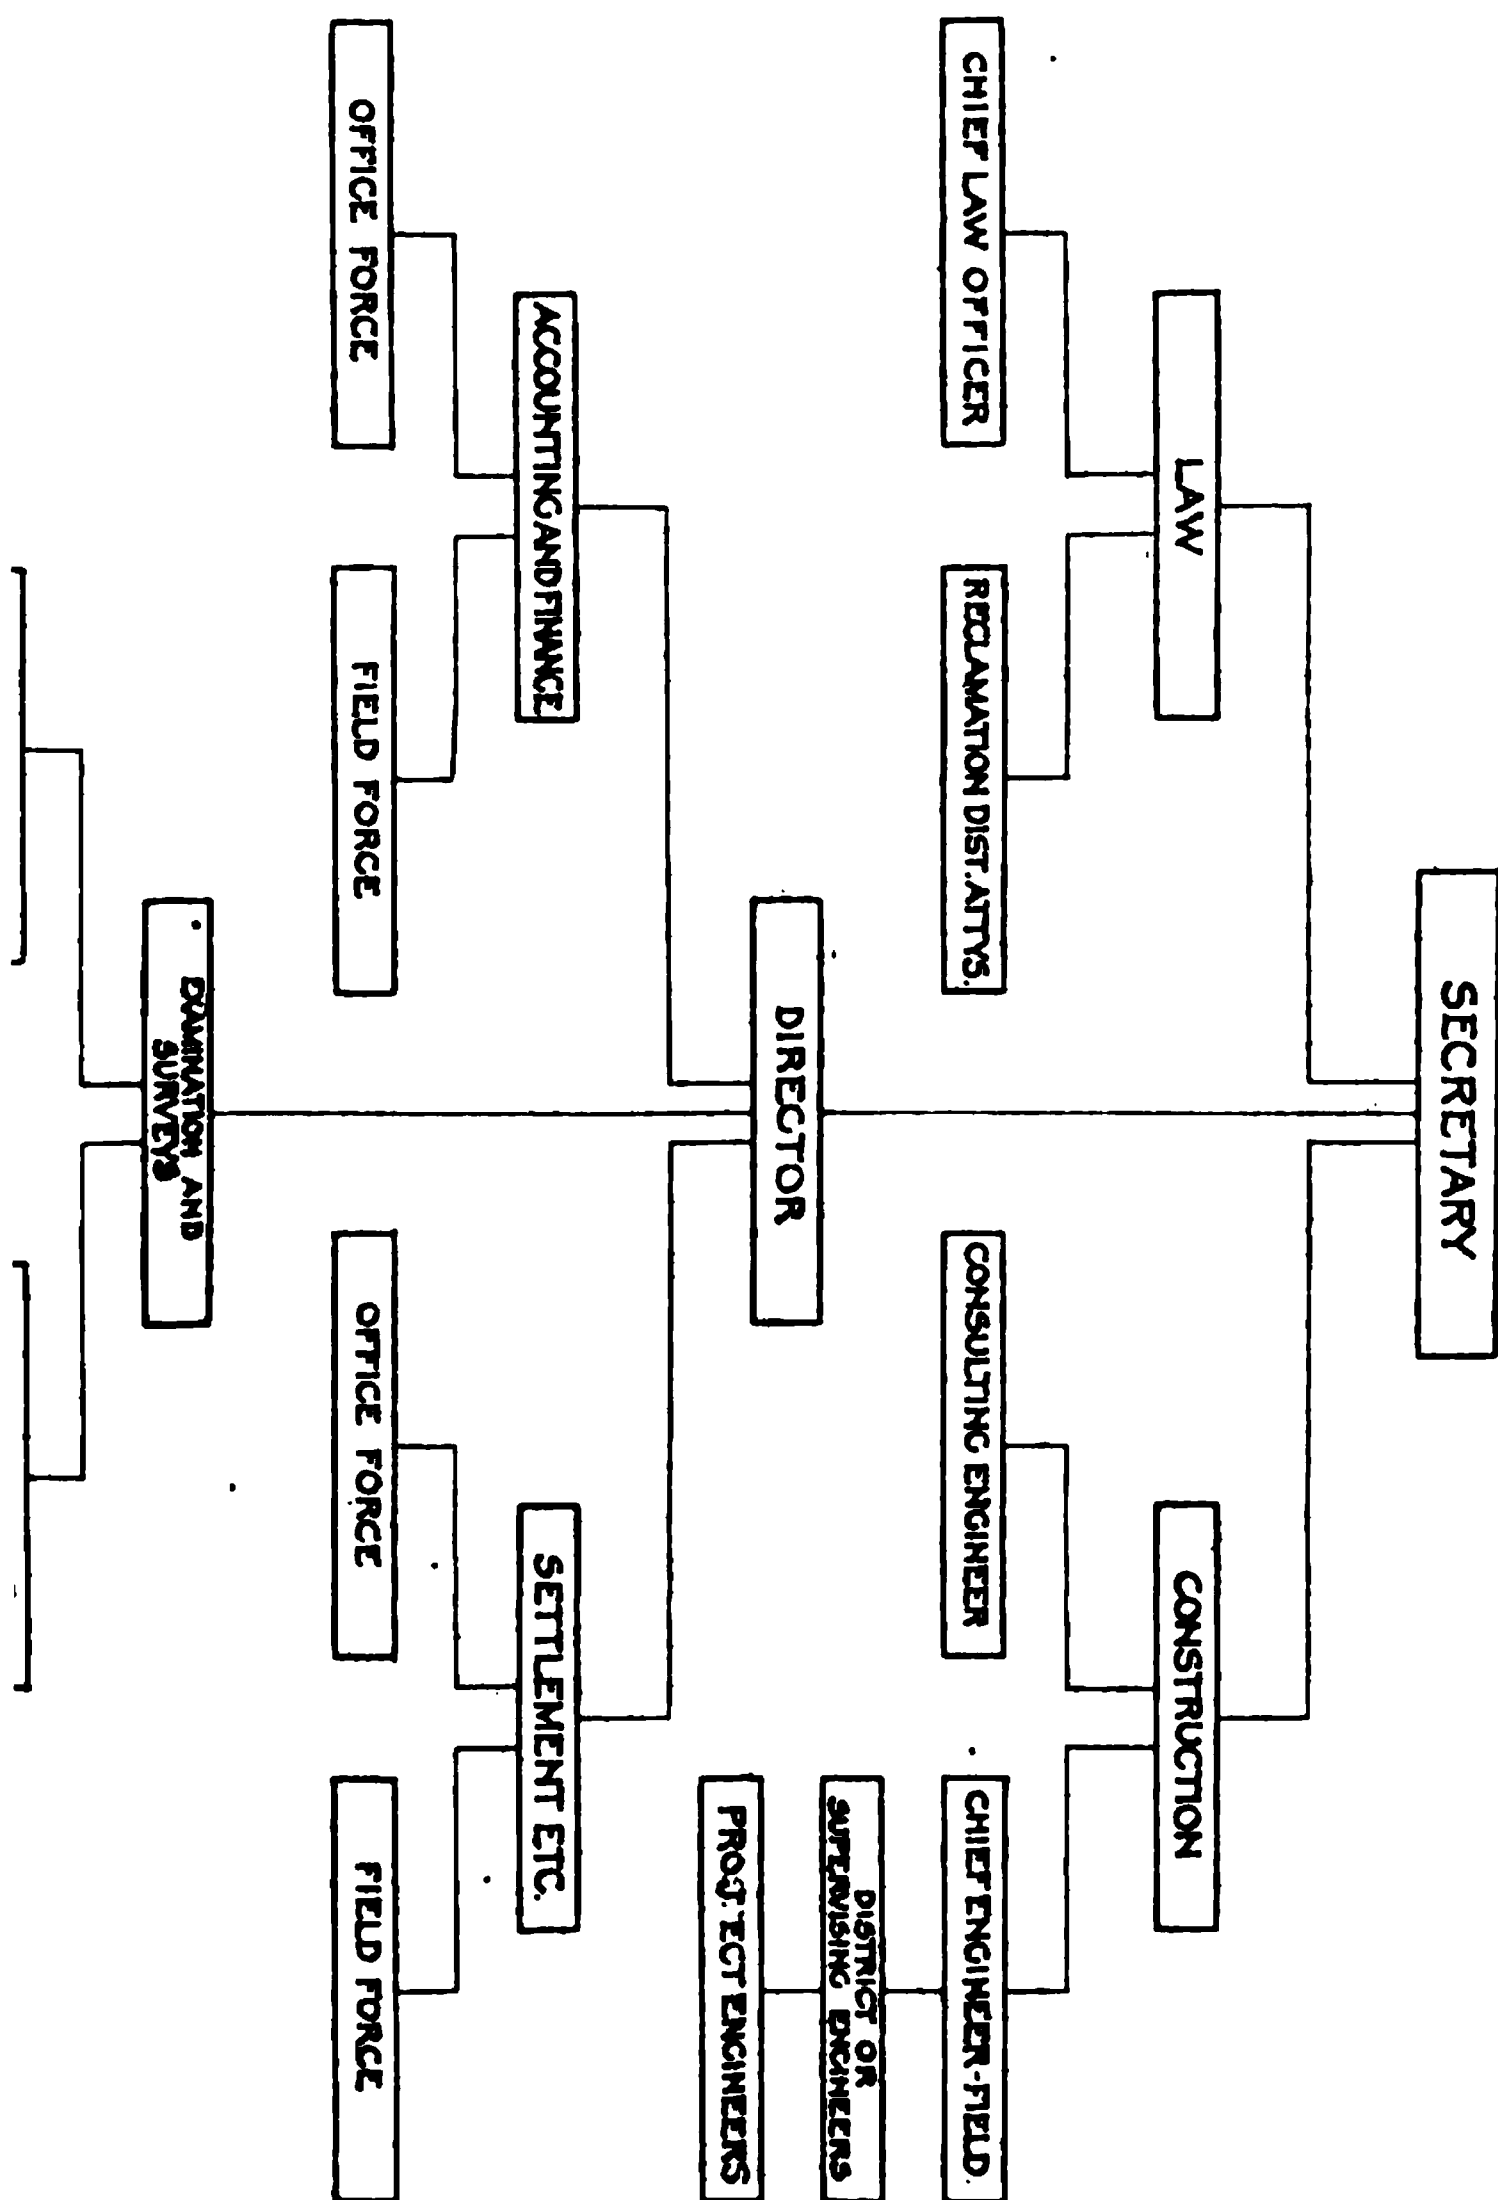 SECRETARY
LAW
CONSTRUCTION
CHIEF LAW OFFICER
RECLAMATION DIST. ATTYS.
CONSULTING ENGINEER
CHIEF ENGINEER-FIELD.
DISTRICT OR
SUPERVISING ENGINEERS
PROJECT ENGINEERS
DIRECTOR
ACCOUNTING AND FINANCE
SETTLEMENT ETC.
OFFICE FORCE
FIELD FORCE
OFFICE FORCE
FIELD FORCE
EXAMINATION AND
SURVEYS